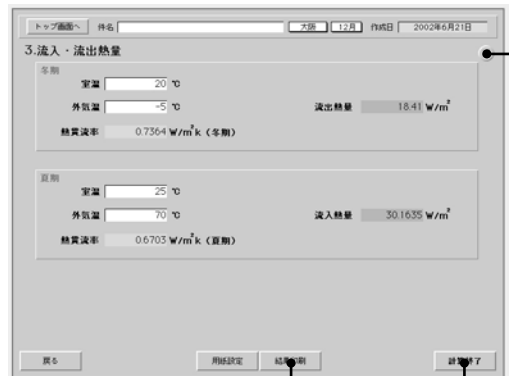 トップ画面へ 件名 大阪 12月 作成日 2002年6月21日
3.流入・流出熱量
冬期
室温 20 ℃
外気温 -5 ℃ 流出熱量 18.41 W/m²
熱貫流率 0.7364 W/m²k (冬期)
夏期
室温 25 ℃
外気温 70 ℃ 流入熱量 30.1635 W/m²
熱貫流率 0.6703 W/m²k (夏期)
戻る 用紙設定 結果印刷 計算終了